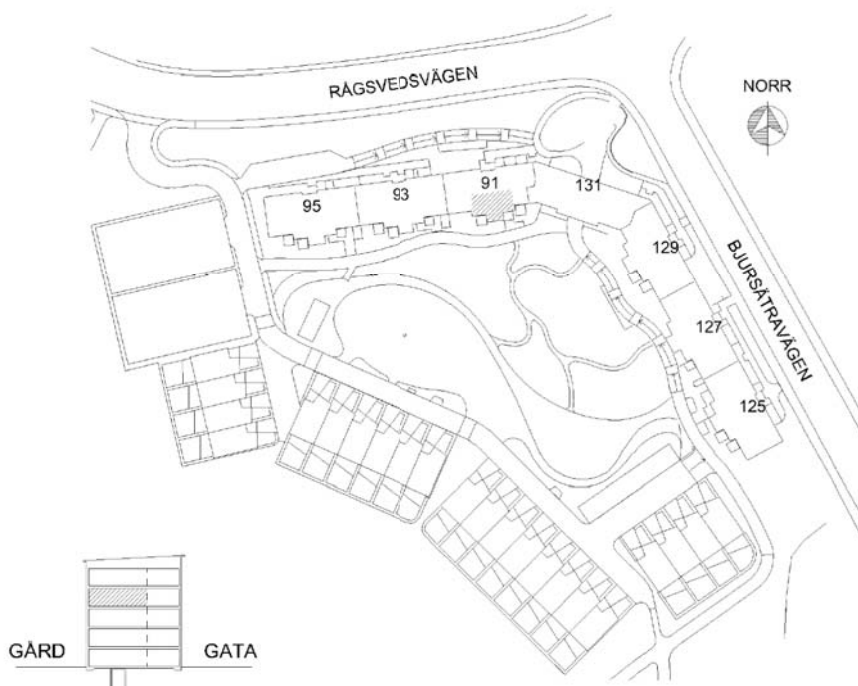 RÅGSVEDSVÄGEN
NORR
91
131
95
93
129
BJURSÄTRAVÄGEN
127
125
GÅRD
GATA